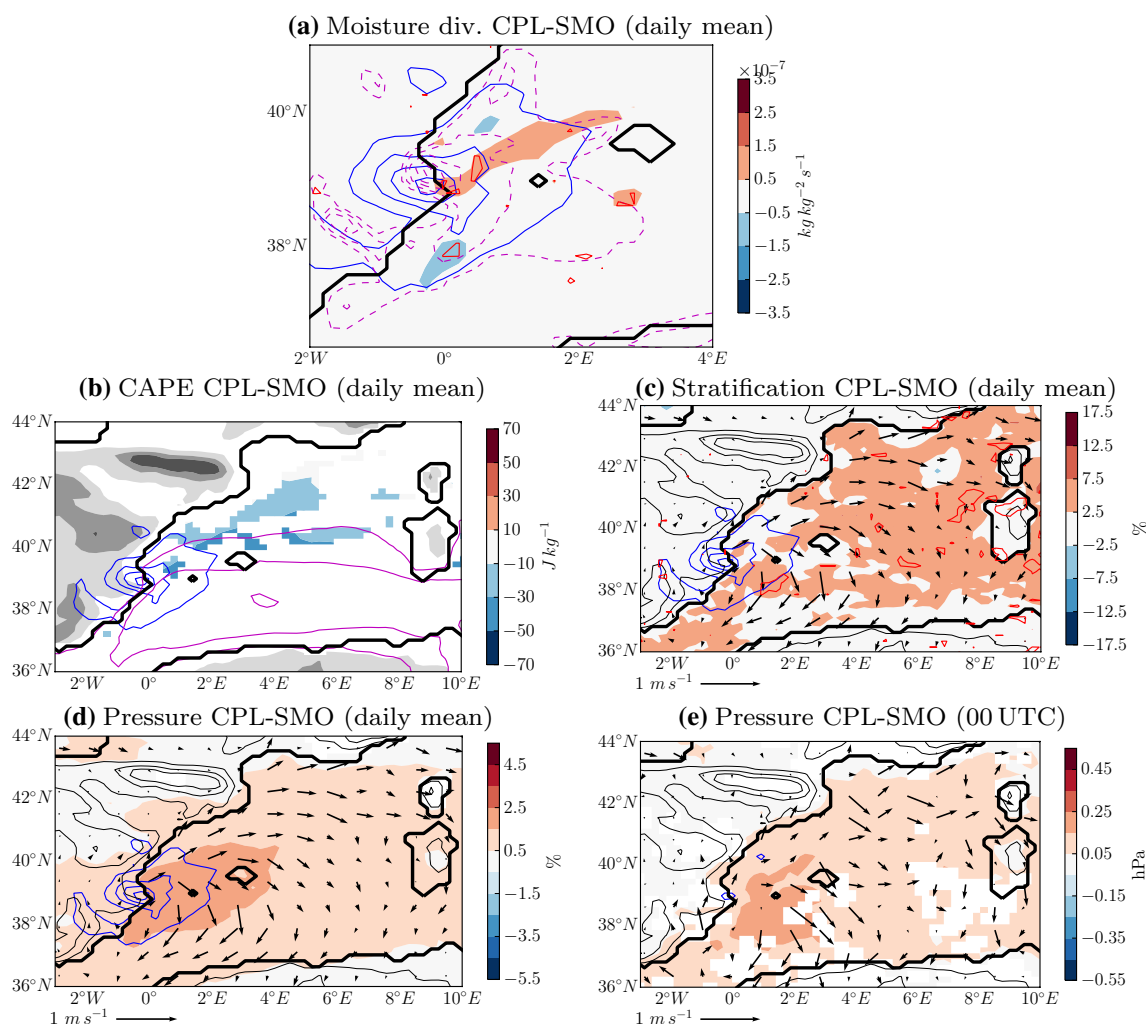 (a) Moisture div. CPL-SMO (daily mean)
×10⁻⁷
3.5
2.5
1.5
0.5
−0.5
−1.5
−2.5
−3.5
kg kg⁻² s⁻¹
40°N
38°N
2°W 0° 2°E 4°E
(b) CAPE CPL-SMO (daily mean)
44°N
42°N
40°N
38°N
36°N
2°W 0° 2°E 4°E 6°E 8°E 10°E
70
50
30
10
−10
−30
−50
−70
J kg⁻¹
(c) Stratification CPL-SMO (daily mean)
44°N
42°N
40°N
38°N
36°N
2°W 0° 2°E 4°E 6°E 8°E 10°E
1 m s⁻¹
17.5
12.5
7.5
2.5
−2.5
−7.5
−12.5
−17.5
%
(d) Pressure CPL-SMO (daily mean)
44°N
42°N
40°N
38°N
36°N
2°W 0° 2°E 4°E 6°E 8°E 10°E
1 m s⁻¹
4.5
2.5
0.5
−1.5
−3.5
−5.5
%
(e) Pressure CPL-SMO (00 UTC)
44°N
42°N
40°N
38°N
36°N
2°W 0° 2°E 4°E 6°E 8°E 10°E
1 m s⁻¹
0.45
0.25
0.05
−0.15
−0.35
−0.55
hPa